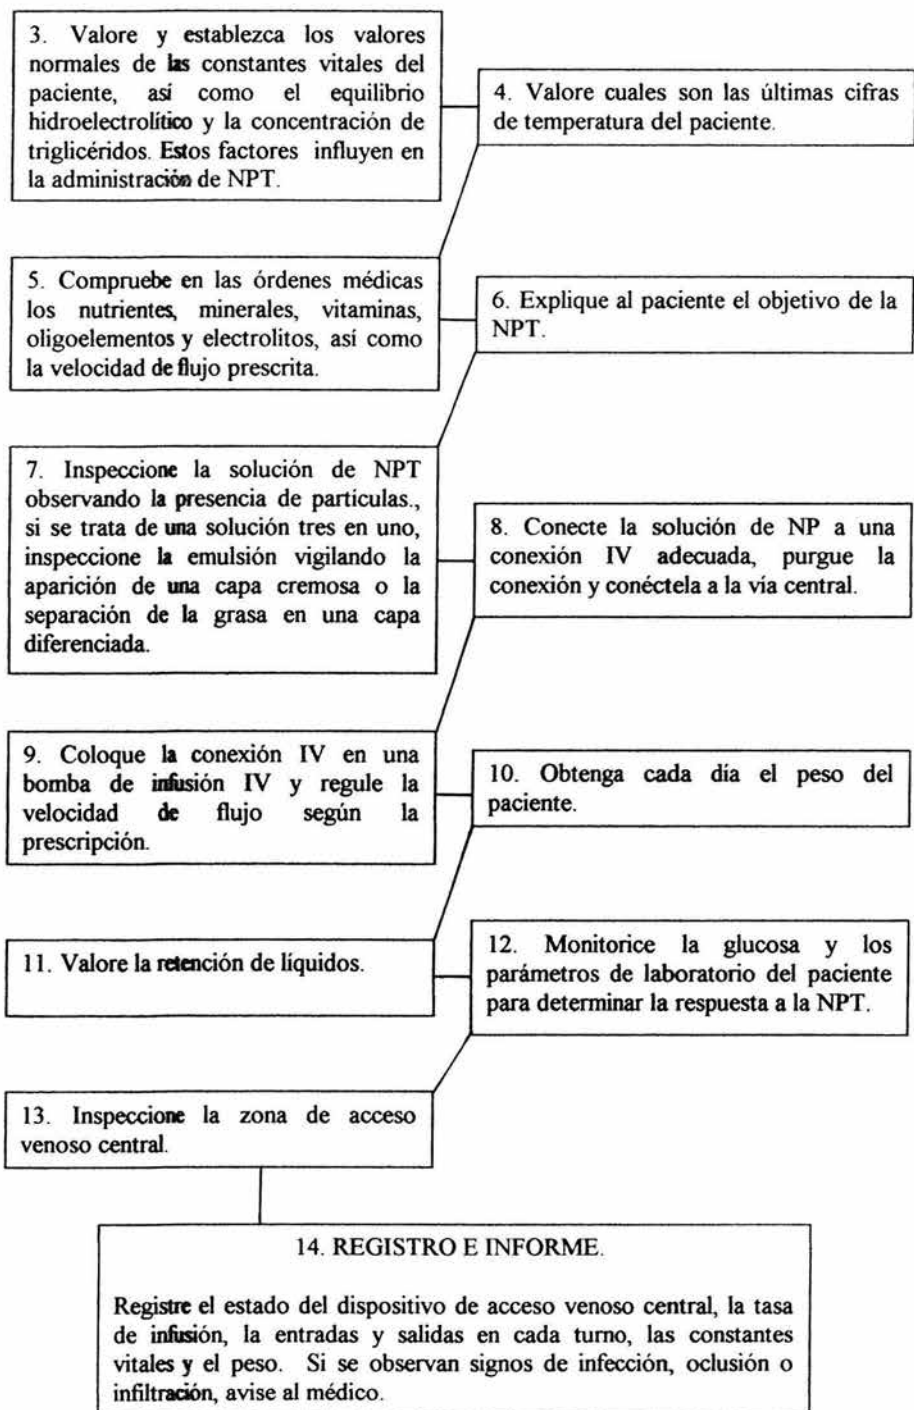 3. Valore y establezca los valores
normales de las constantes vitales del
paciente, así como el equilibrio
hidroelectrolítico y la concentración de
triglicéridos. Estos factores influyen en
la administración de NPT.
4. Valore cuales son las últimas cifras
de temperatura del paciente.
5. Compruebe en las órdenes médicas
los nutrientes, minerales, vitaminas,
oligoelementos y electrolitos, así como
la velocidad de flujo prescrita.
6. Explique al paciente el objetivo de la
NPT.
7. Inspeccione la solución de NPT
observando la presencia de partículas.,
si se trata de una solución tres en uno,
inspeccione la emulsión vigilando la
aparición de una capa cremosa o la
separación de la grasa en una capa
diferenciada.
8. Conecte la solución de NP a una
conexión IV adecuada, purgue la
conexión y conéctela a la vía central.
9. Coloque la conexión IV en una
bomba de infusión IV y regule la
velocidad de flujo según la
prescripción.
10. Obtenga cada día el peso del
paciente.
11. Valore la retención de líquidos.
12. Monitorice la glucosa y los
parámetros de laboratorio del paciente
para determinar la respuesta a la NPT.
13. Inspeccione la zona de acceso
venoso central.
14. REGISTRO E INFORME.
Registre el estado del dispositivo de acceso venoso central, la tasa
de infusión, la entradas y salidas en cada turno, las constantes
vitales y el peso. Si se observan signos de infección, oclusión o
infiltración, avise al médico.